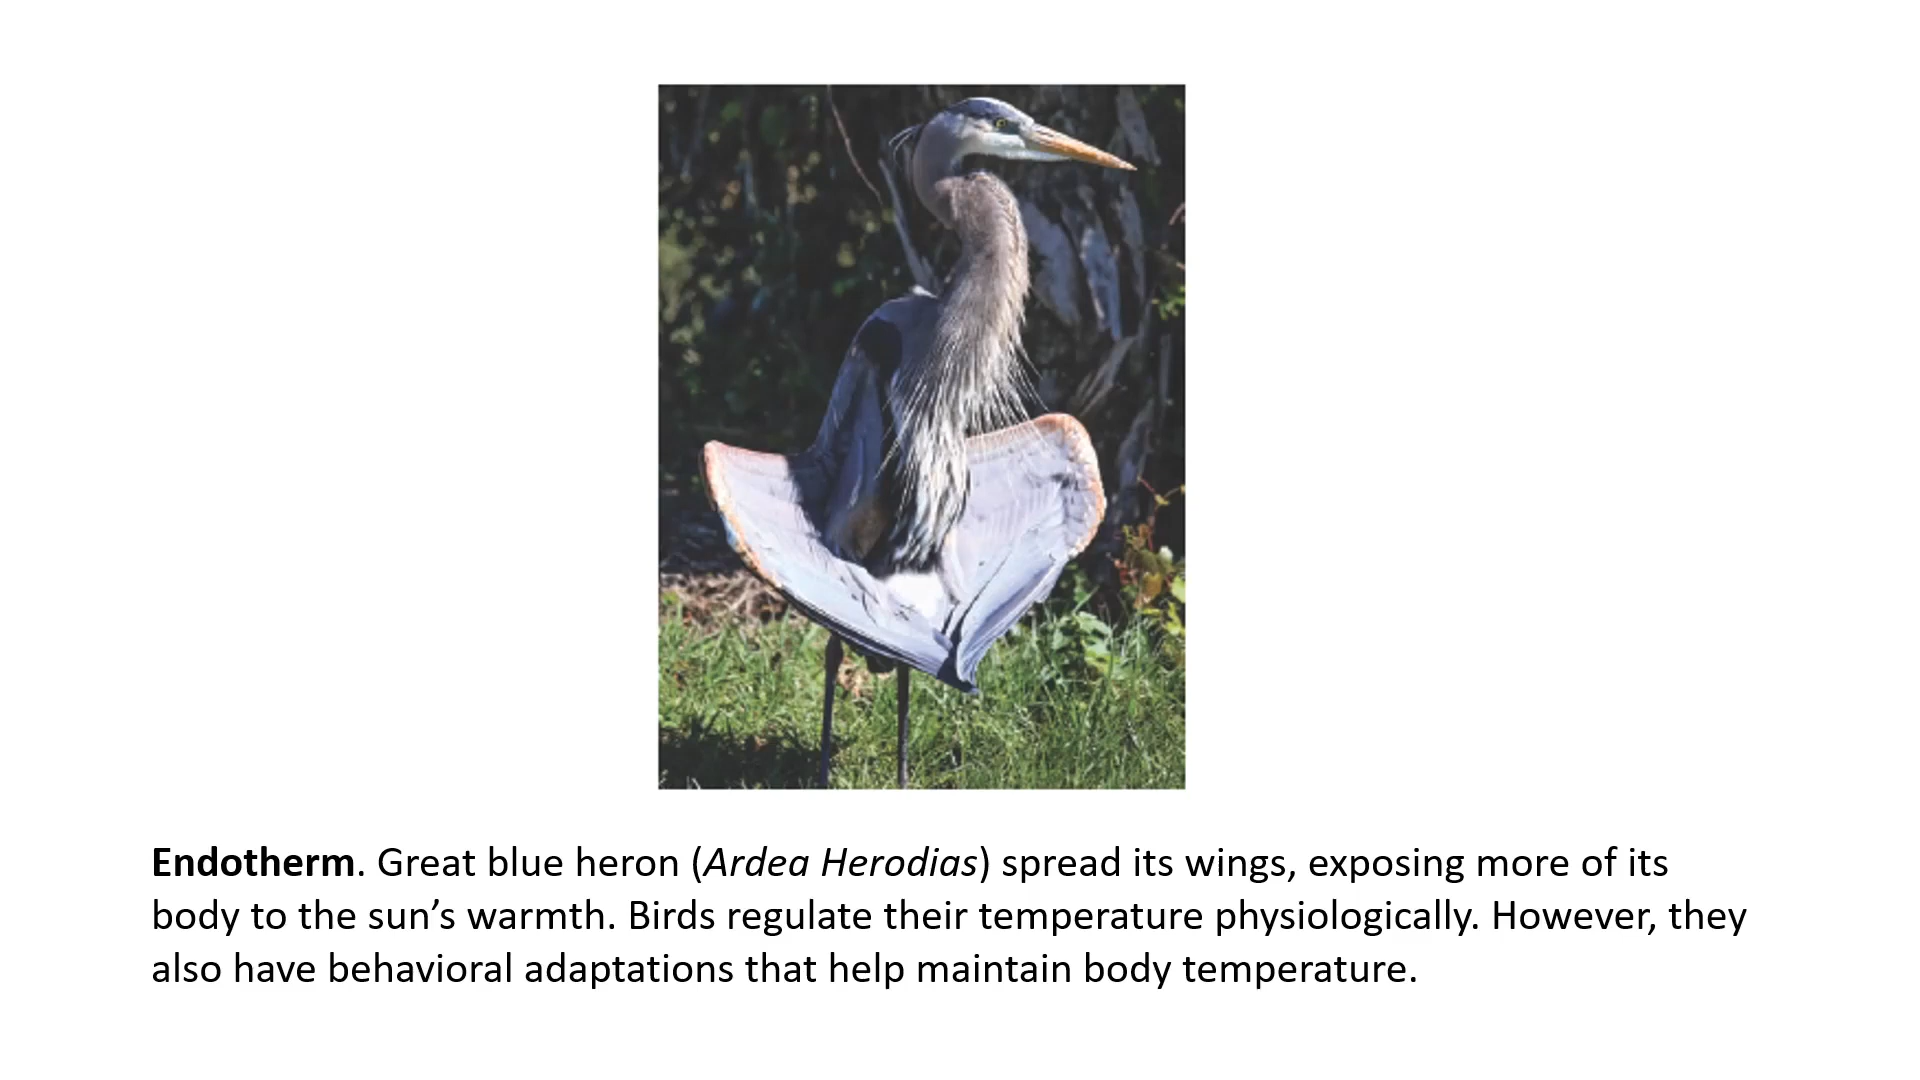 Endotherm. Great blue heron (Ardea Herodias) spread its wings, exposing more of its
body to the sun’s warmth. Birds regulate their temperature physiologically. However, they
also have behavioral adaptations that help maintain body temperature.